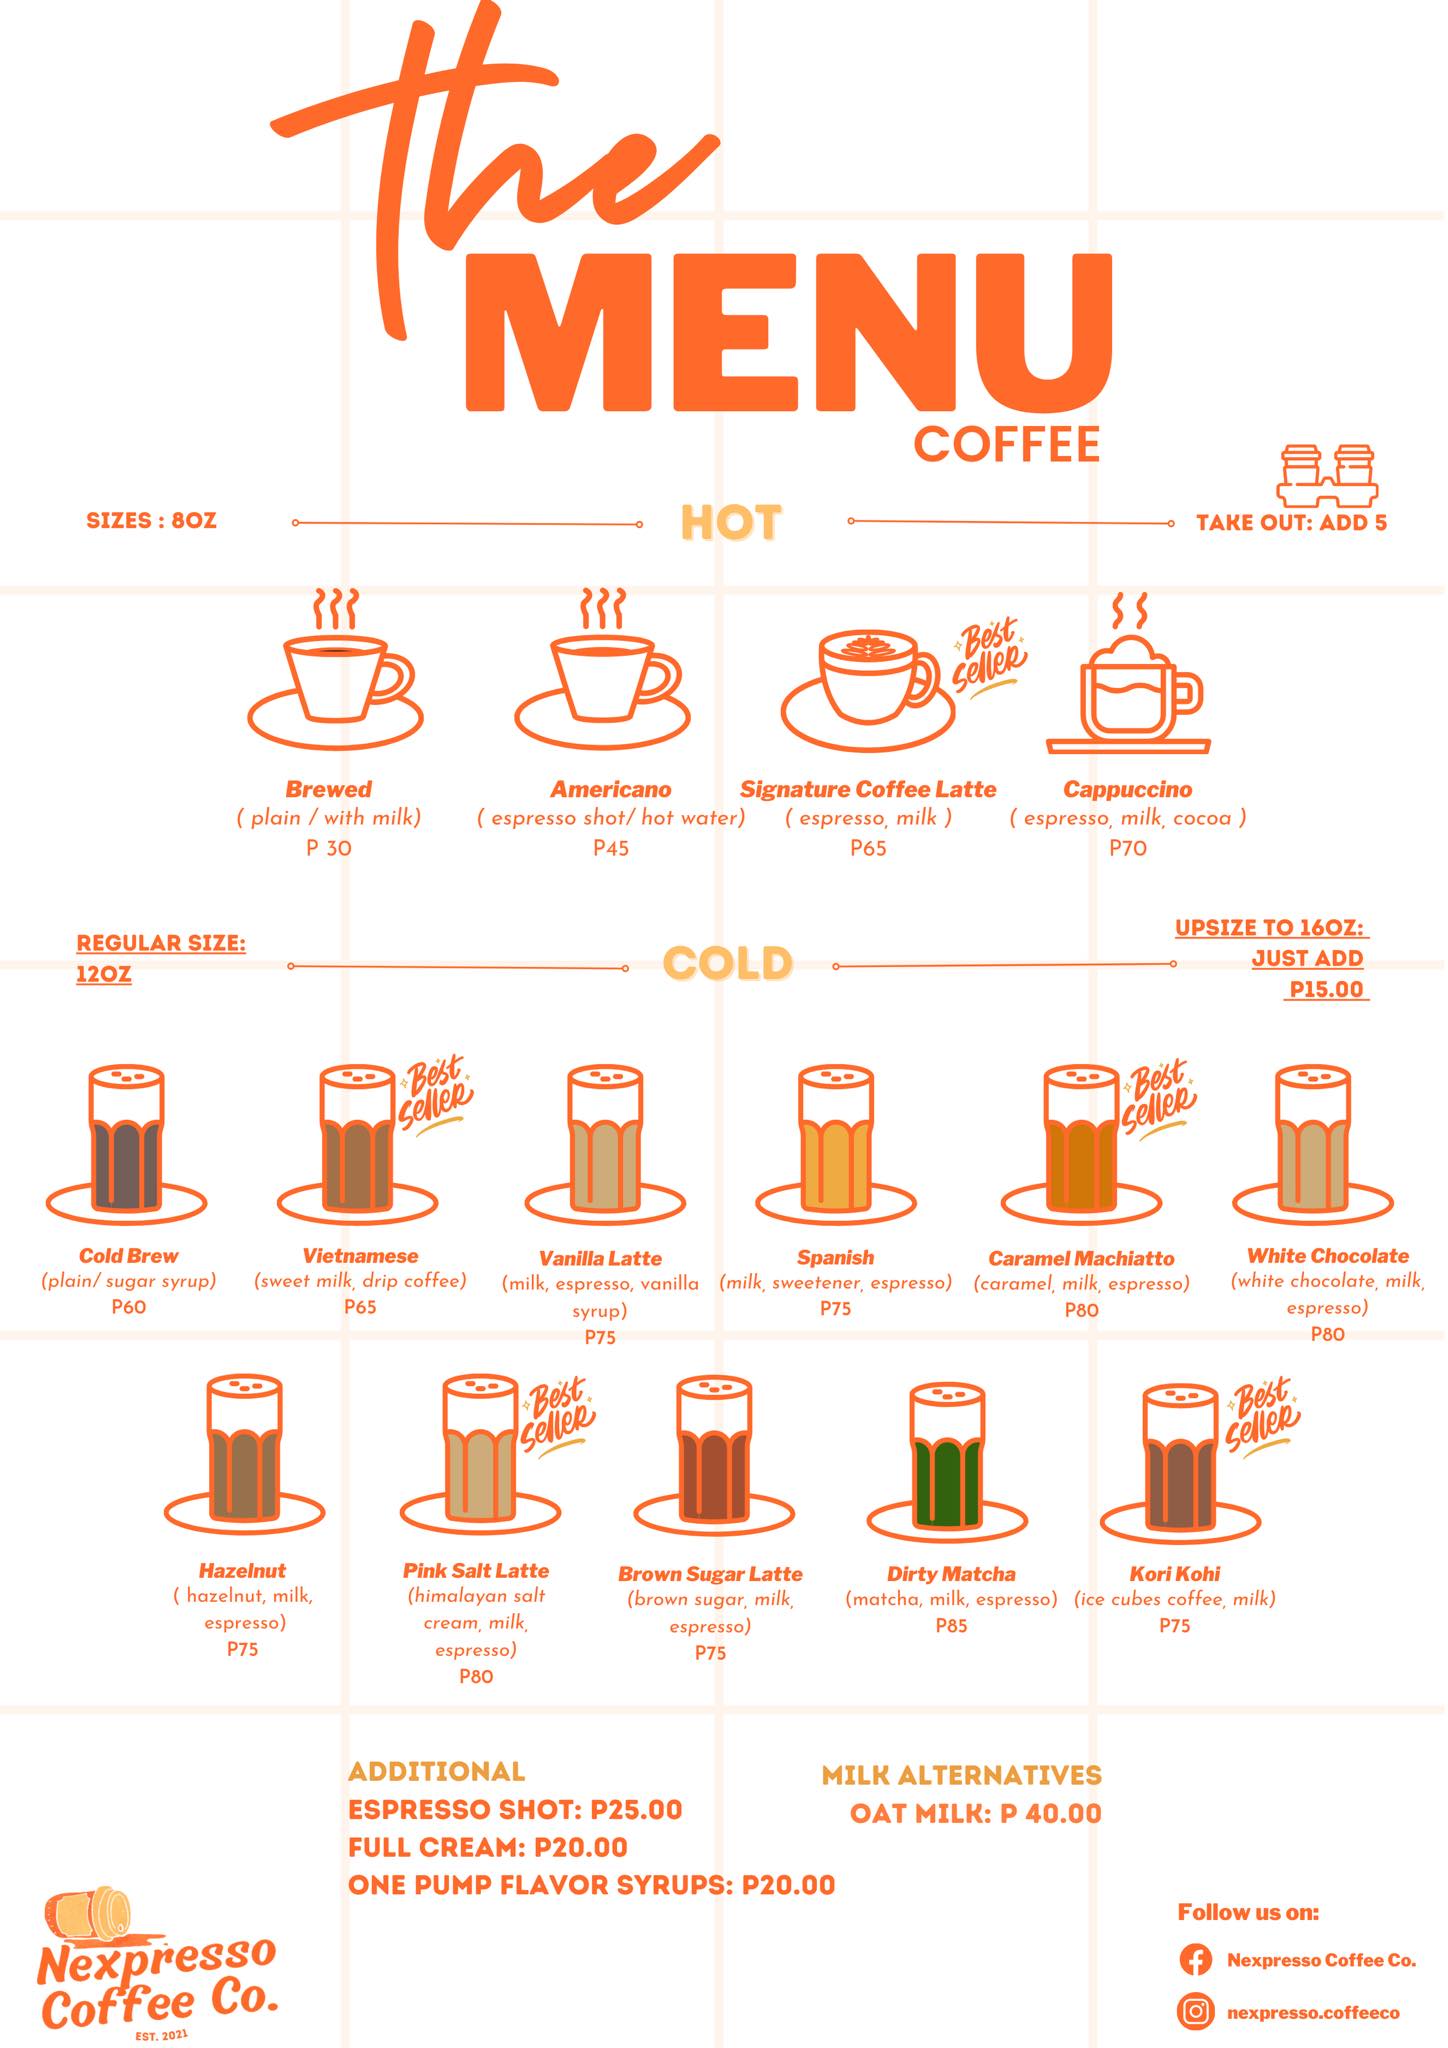 The
MENU
COFFEE
SIZES : 8OZ
HOT
TAKE OUT: ADD 5
Best
Seller
Brewed
( plain / with milk)
P 30
Americano
( espresso shot/ hot water)
P45
Signature Coffee Latte
( espresso, milk )
P65
Cappuccino
( espresso, milk, cocoa )
P70
REGULAR SIZE:
12OZ
COLD
UPSIZE TO 16OZ:
JUST ADD
P15.00
Best
Seller
Best
Seller
Cold Brew
(plain/ sugar syrup)
P60
Vietnamese
(sweet milk, drip coffee)
P65
Vanilla Latte
(milk, espresso, vanilla
syrup)
P75
Spanish
(milk, sweetener, espresso)
P75
Caramel Machiatto
(caramel, milk, espresso)
P80
White Chocolate
(white chocolate, milk,
espresso)
P80
Best
Seller
Best
Seller
Hazelnut
( hazelnut, milk,
espresso)
P75
Pink Salt Latte
(himalayan salt
cream, milk,
espresso)
P80
Brown Sugar Latte
(brown sugar, milk,
espresso)
P75
Dirty Matcha
(matcha, milk, espresso)
P85
Kori Kohi
(ice cubes coffee, milk)
P75
ADDITIONAL
ESPRESSO SHOT: P25.00
FULL CREAM: P20.00
ONE PUMP FLAVOR SYRUPS: P20.00
MILK ALTERNATIVES
OAT MILK: P 40.00
Nexpresso
Coffee Co.
EST. 2021
Follow us on:
Nexpresso Coffee Co.
nexpresso.coffeeco